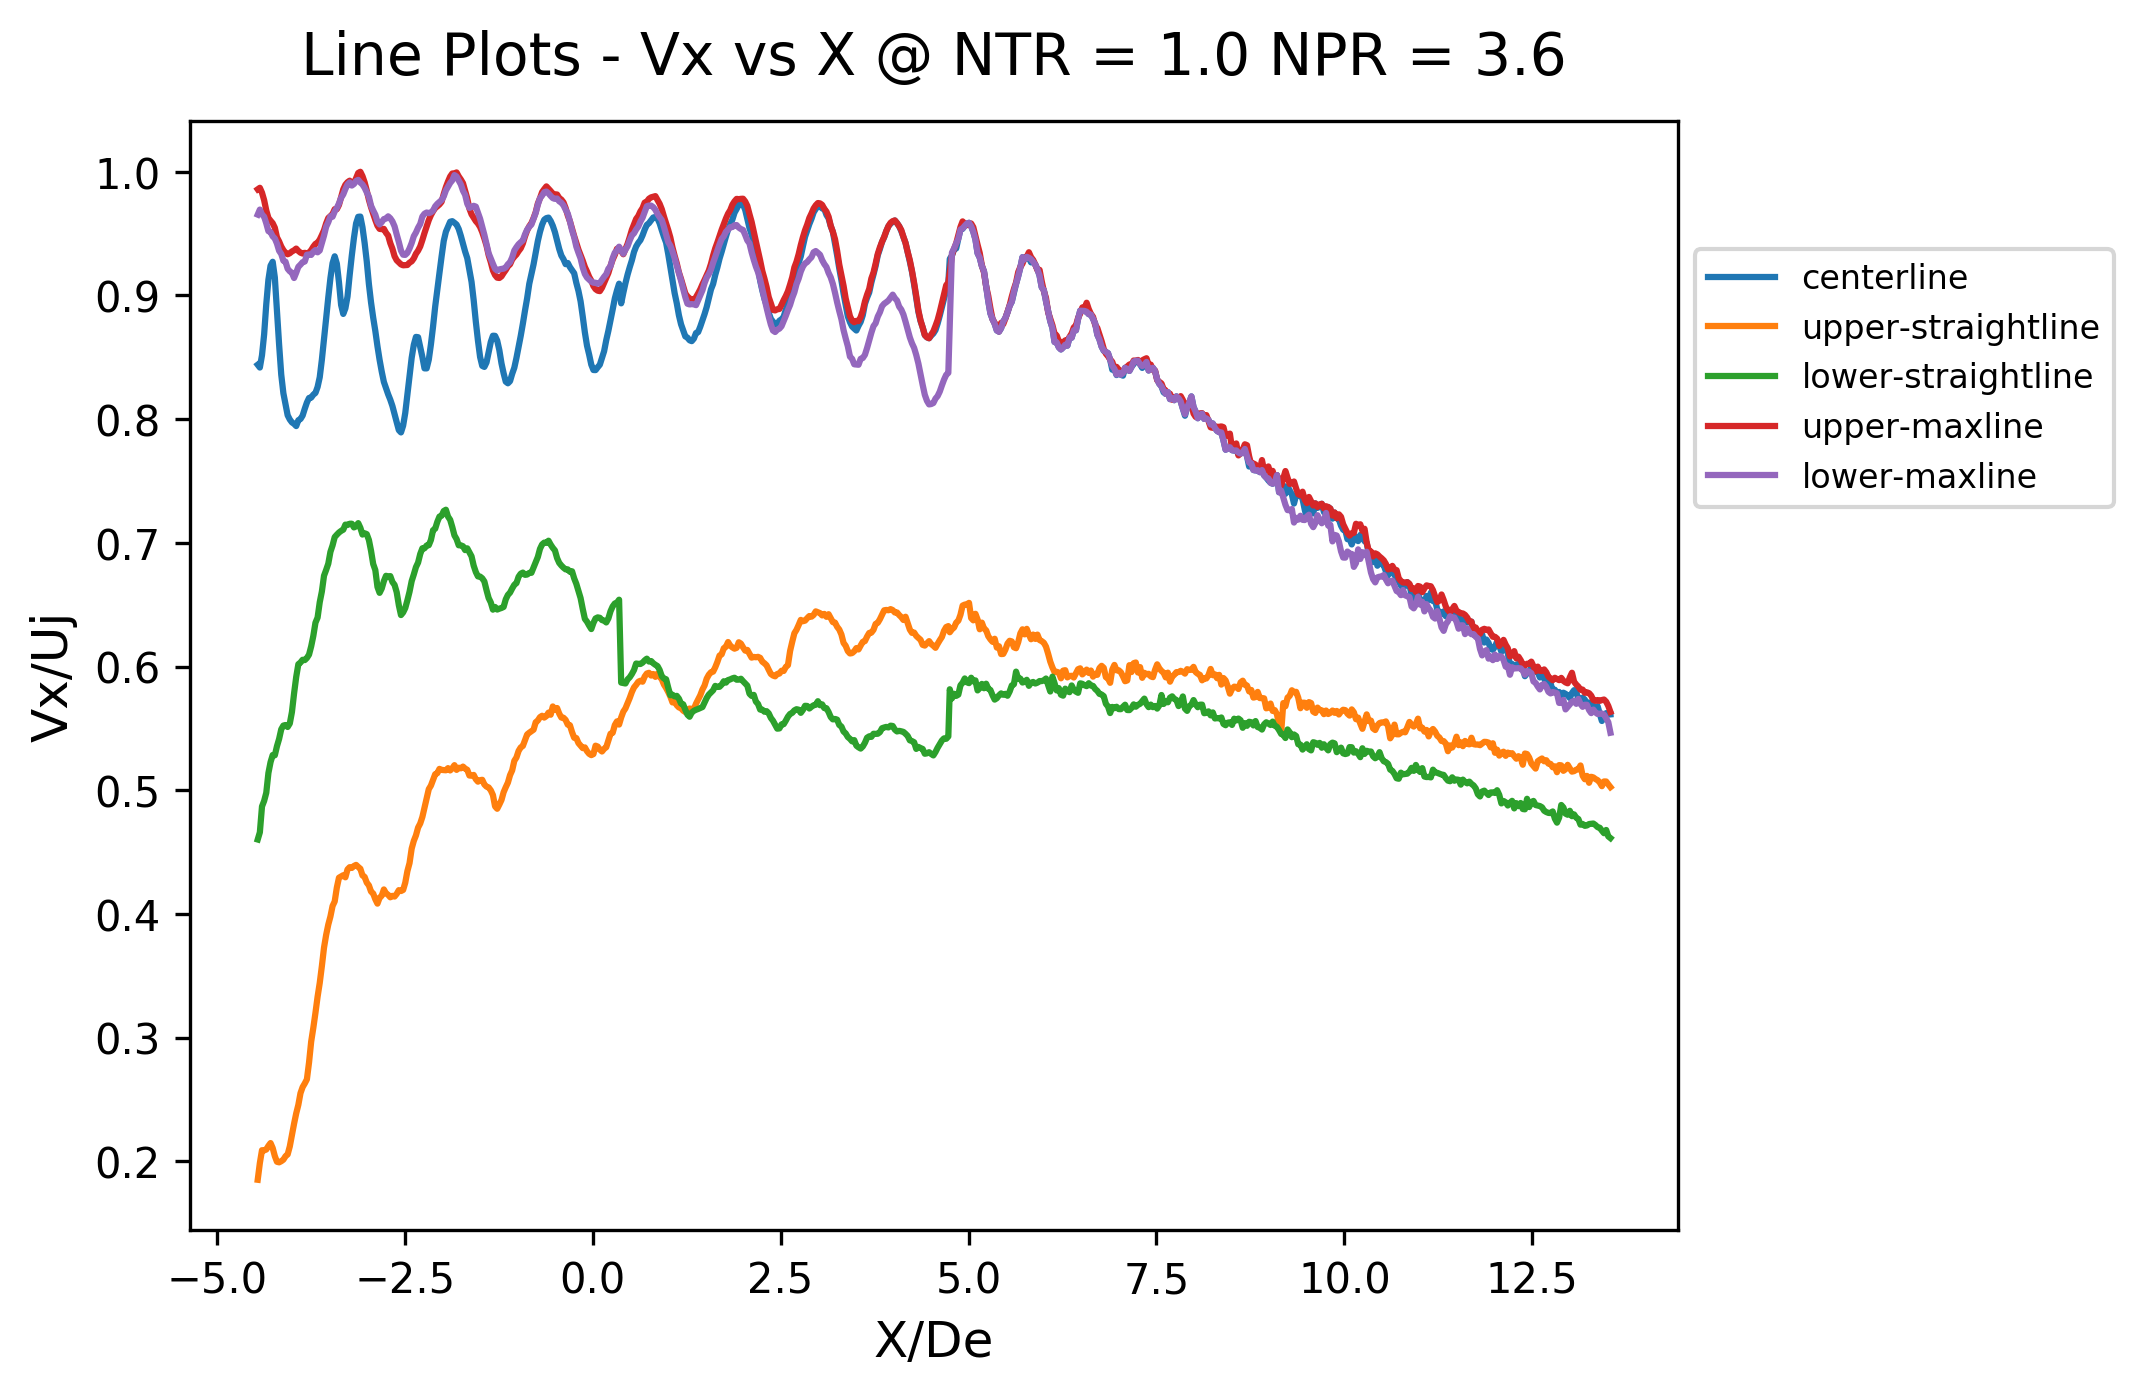 Line Plots - Vx vs X @ NTR = 1.0 NPR = 3.6
1.0
0.9
0.8
0.7
0.6
0.5
0.4
0.3
0.2
Vx/Uj
−5.0 −2.5 0.0 2.5 5.0 7.5 10.0 12.5
X/De
centerline
upper-straightline
lower-straightline
upper-maxline
lower-maxline